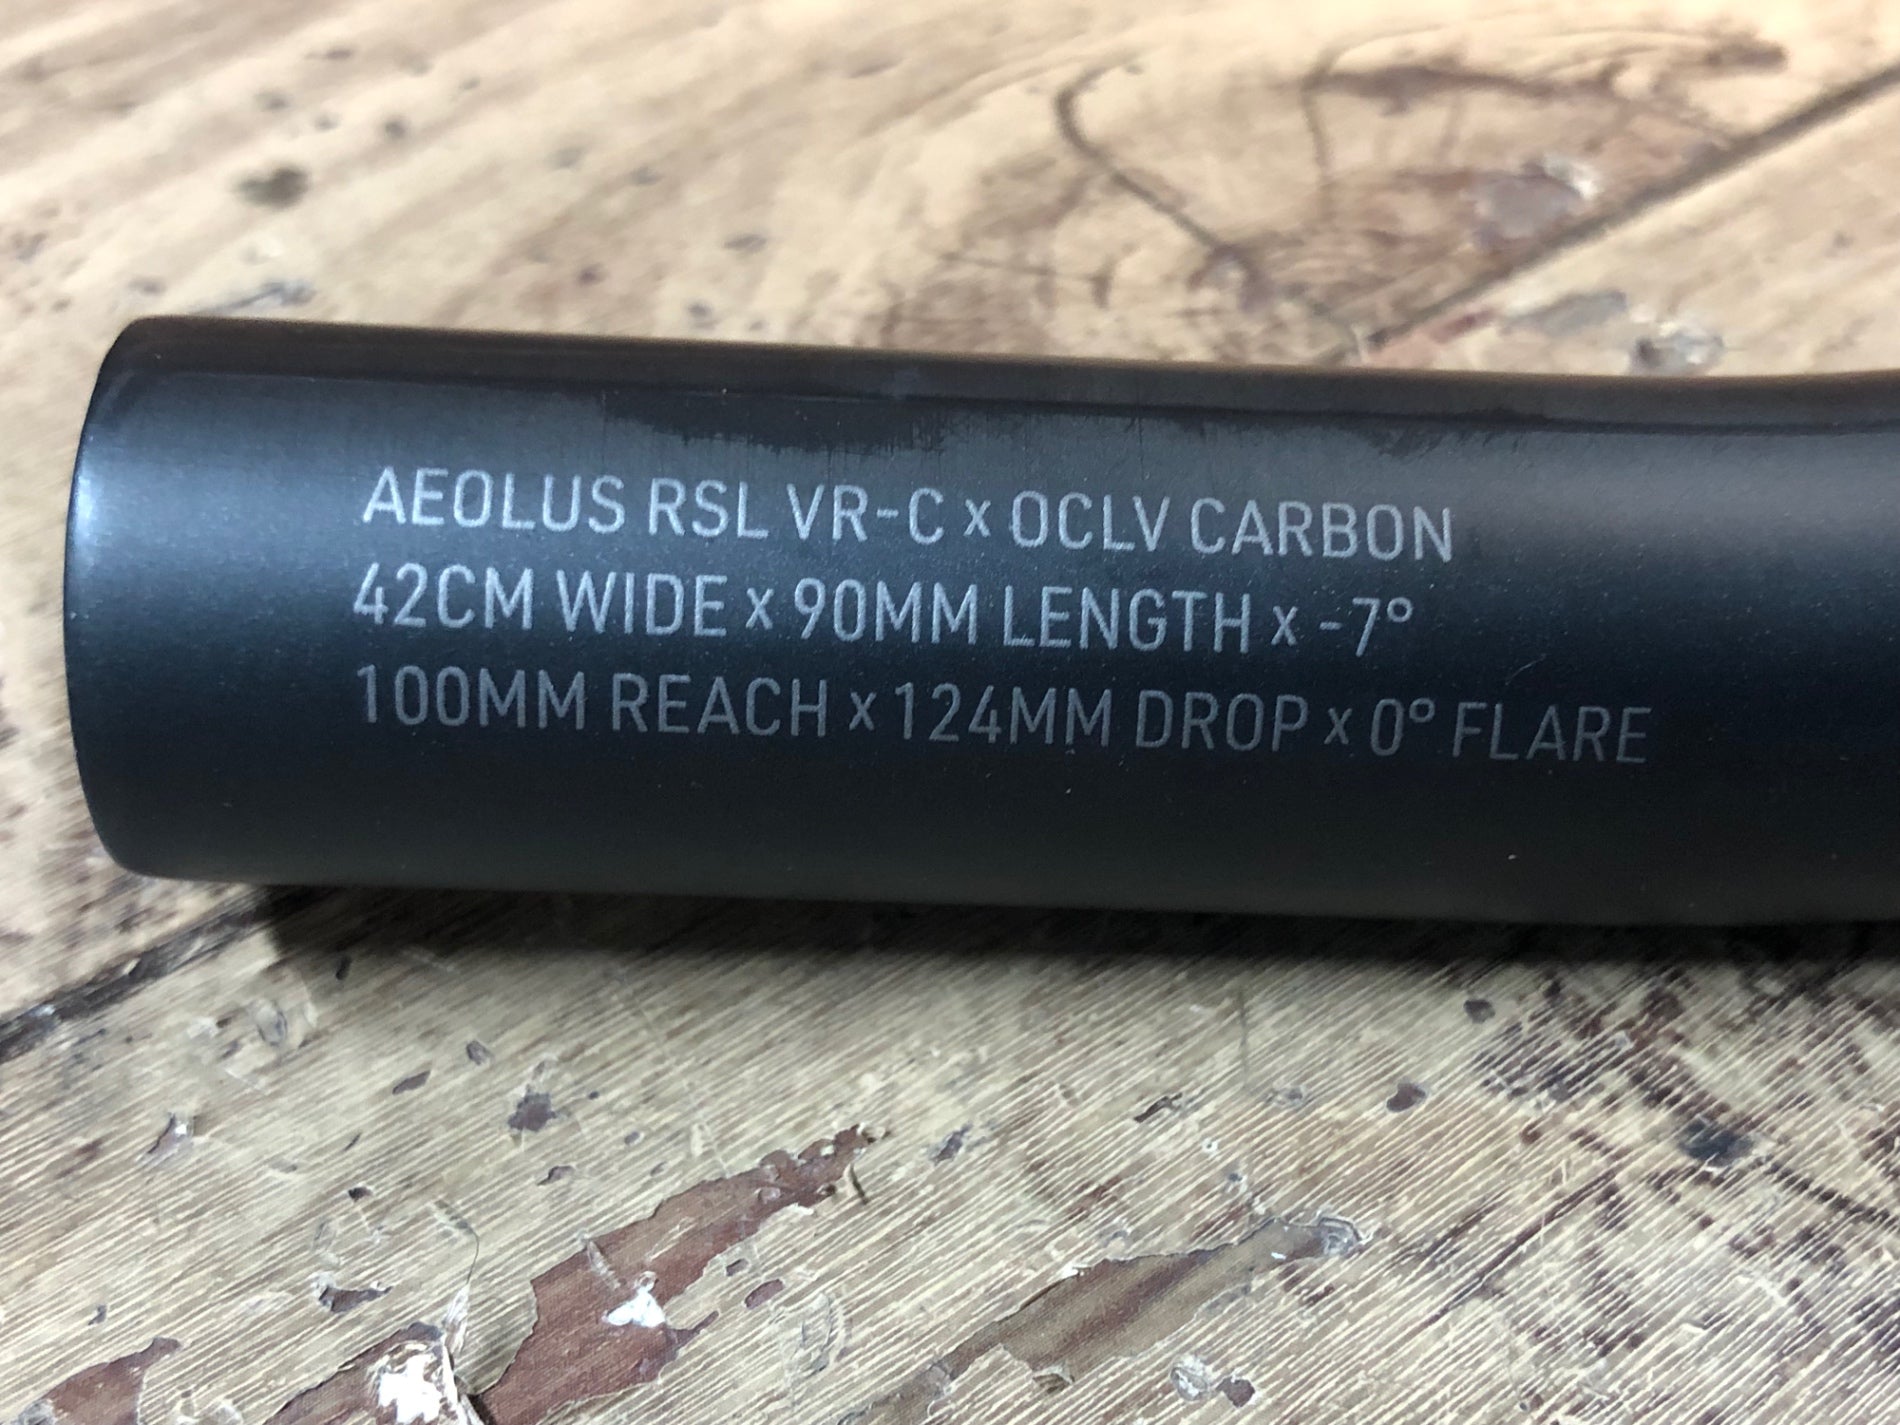 AEOLUS RSL VR-C x OCLV CARBON
42CM WIDE x 90MM LENGTH x -7°
100MM REACH x 124MM DROP x 0° FLARE